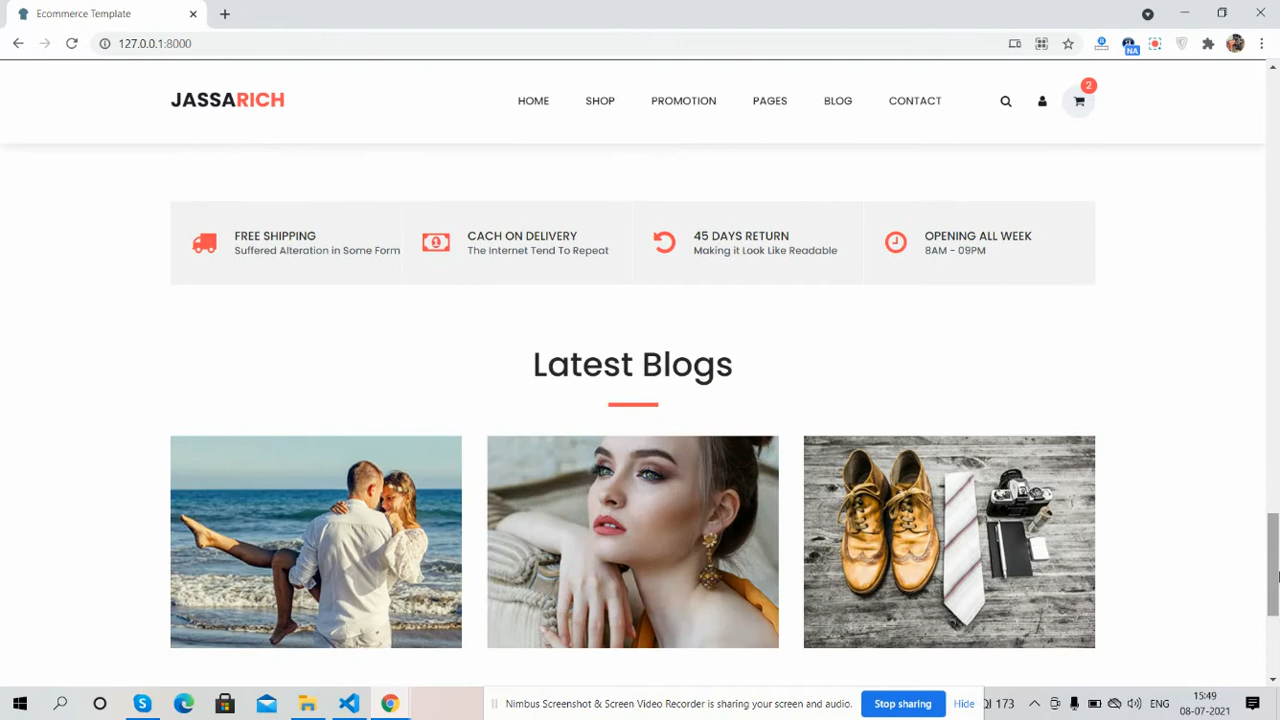 Ecommerce Template
127.0.0.1:8000
NA
JASSARICH
HOME SHOP PROMOTION PAGES BLOG CONTACT
2
FREE SHIPPING
Suffered Alteration in Some Form
CACH ON DELIVERY
The Internet Tend To Repeat
45 DAYS RETURN
Making it Look Like Readable
OPENING ALL WEEK
8AM - 09PM
Latest Blogs
Nimbus Screenshot & Screen Video Recorder is sharing your screen and audio. Stop sharing Hide
QI 173
ENG
15:49
08-07-2021